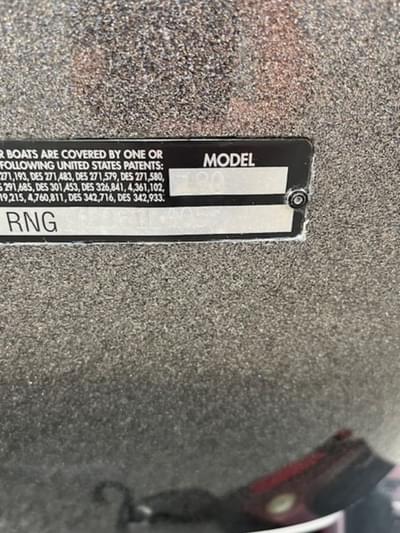 R BOATS ARE COVERED BY ONE OR
FOLLOWING UNITED STATES PATENTS:
271,193, DES 271,483, DES 271,579, DES 271,580,
291,685, DES 301,453, DES 326,841, 4,361,102,
19,215, 4,760,811, DES 342,716, DES 342,933.
MODEL
180
RNG